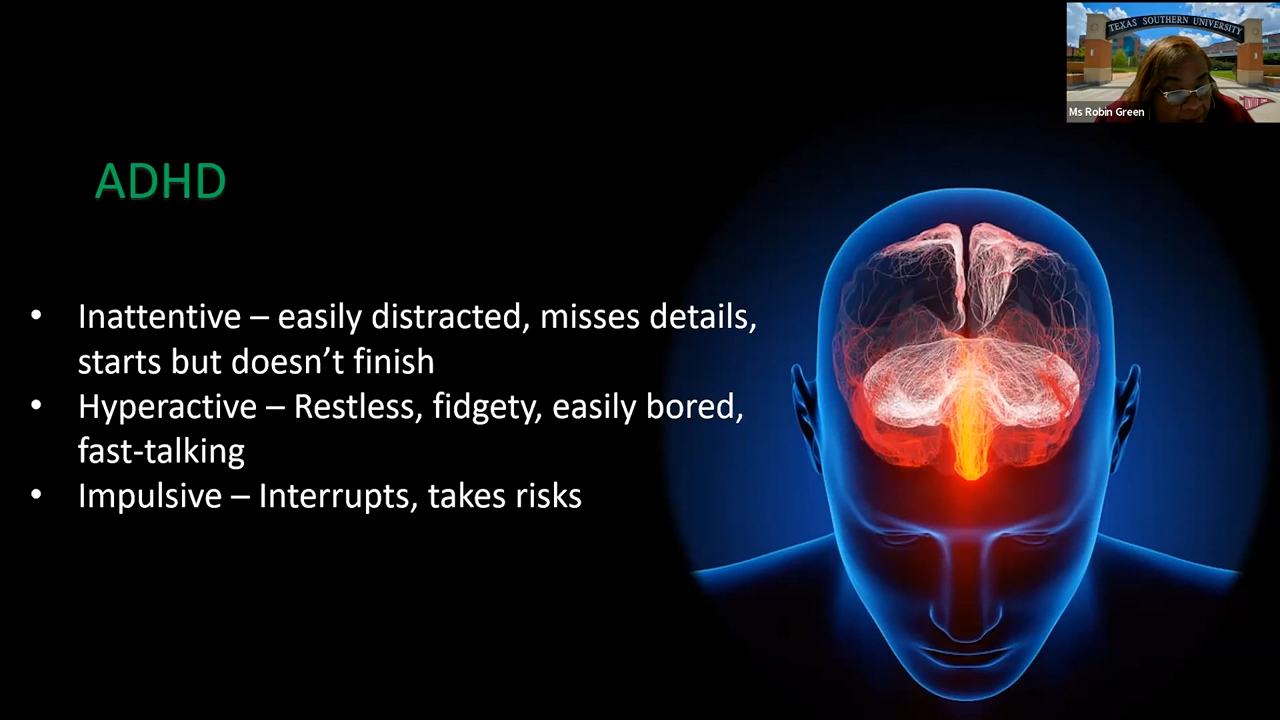 TEXAS SOUTHERN UNIVERSITY
Ms Robin Green
ADHD
• Inattentive – easily distracted, misses details,
starts but doesn’t finish
• Hyperactive – Restless, fidgety, easily bored,
fast-talking
• Impulsive – Interrupts, takes risks